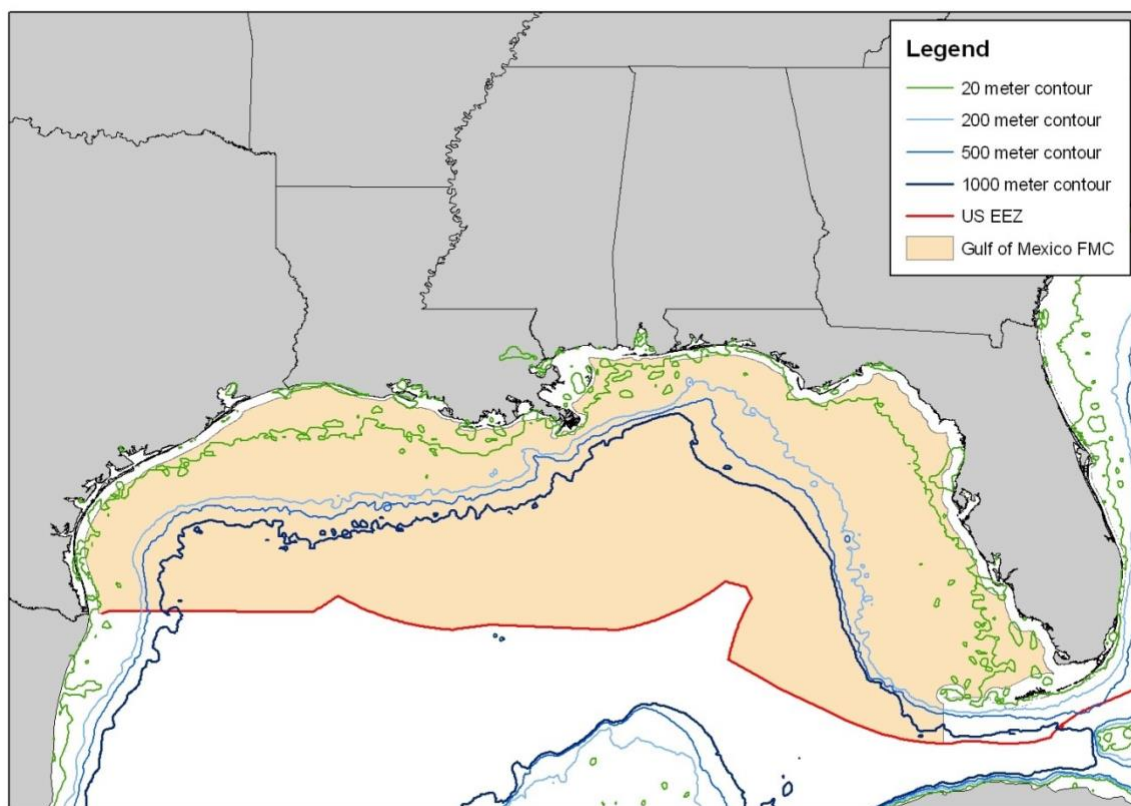 Legend
20 meter contour
200 meter contour
500 meter contour
1000 meter contour
US EEZ
Gulf of Mexico FMC